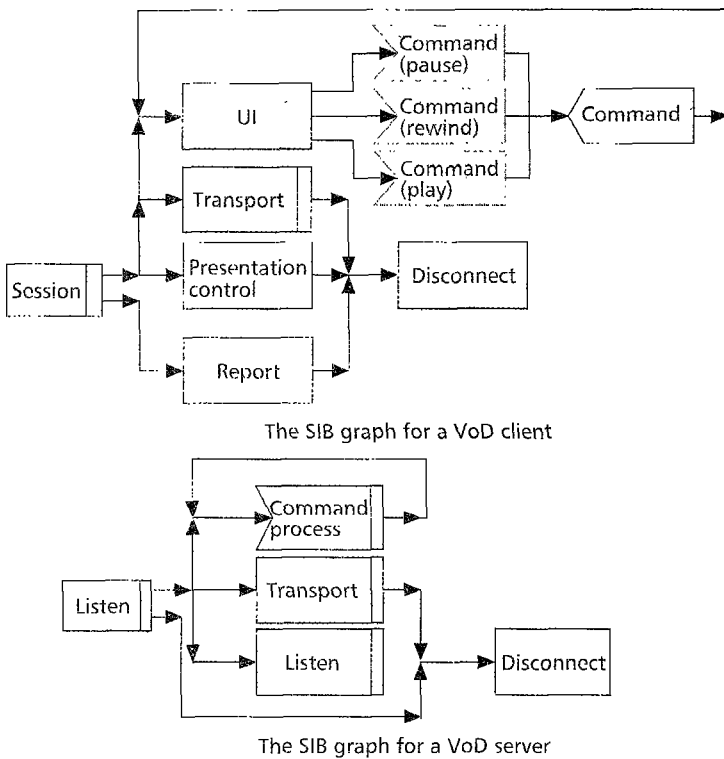 Command
(pause)
UI
Command
(rewind)
Command
Command
(play)
Transport
Session
Presentation
control
Disconnect
Report
The SIB graph for a VoD client
Command
process
Listen
Transport
Listen
Disconnect
The SIB graph for a VoD server